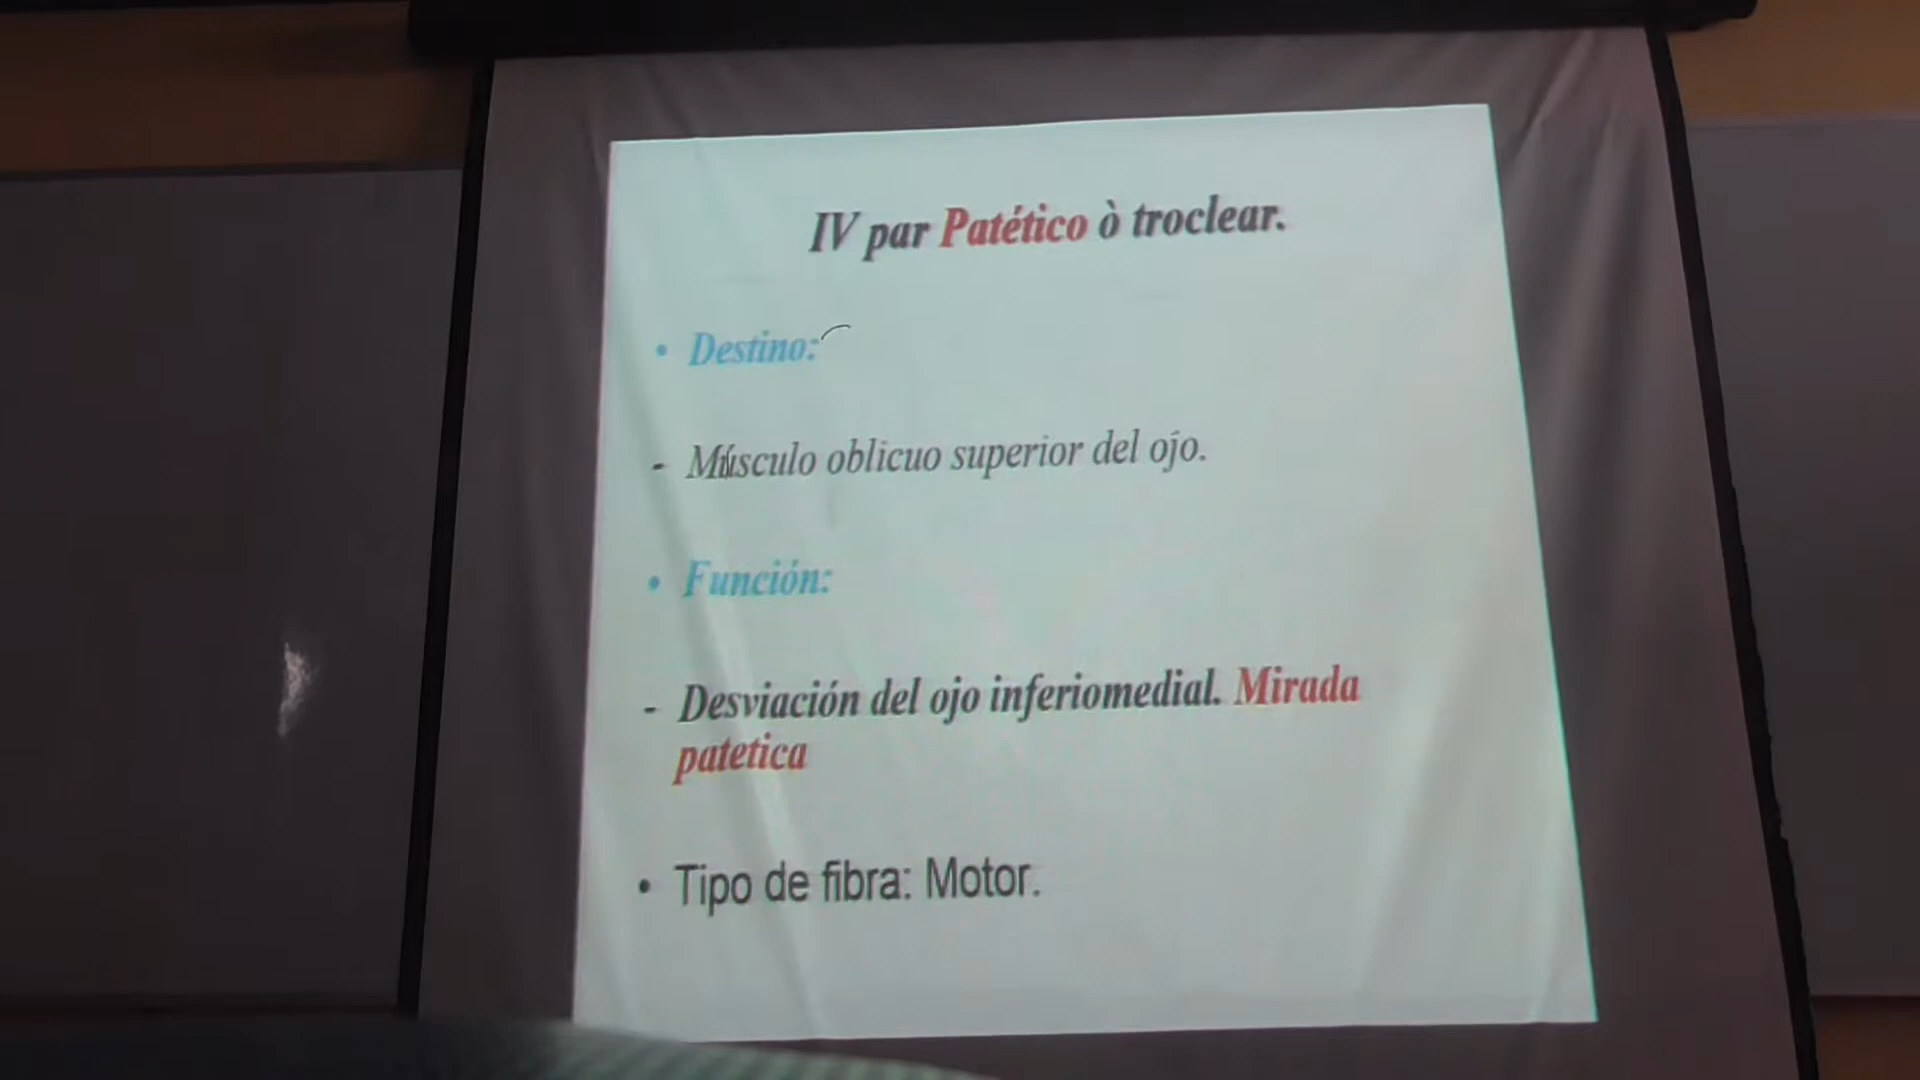 IV par Patético ò troclear.
• Destino:
- Músculo oblicuo superior del ojo.
• Función:
- Desviación del ojo inferiomedial. Mirada
patetica
• Tipo de fibra: Motor.